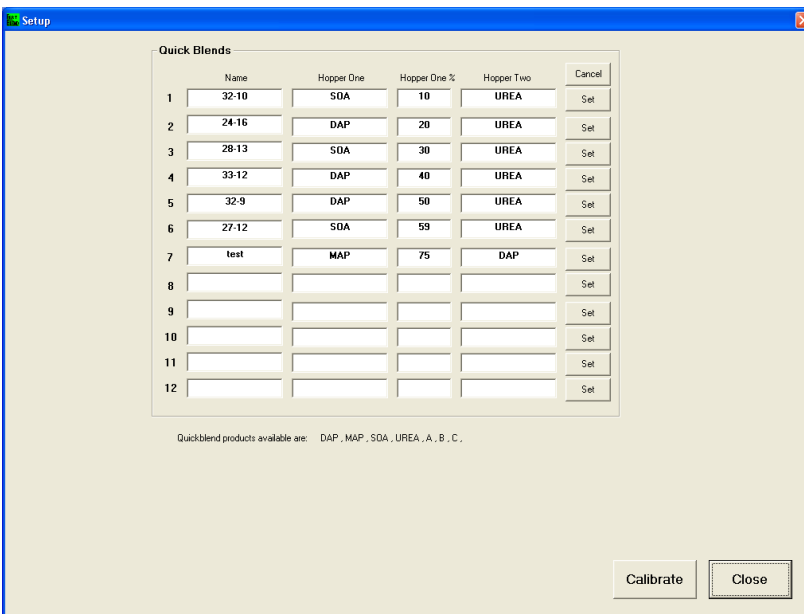 Setup
Quick Blends
Name Hopper One Hopper One % Hopper Two Cancel
1 32-10 SOA 10 UREA Set
2 24-16 DAP 20 UREA Set
3 28-13 SOA 30 UREA Set
4 33-12 DAP 40 UREA Set
5 32-9 DAP 50 UREA Set
6 27-12 SOA 59 UREA Set
7 test MAP 75 DAP Set
8 Set
9 Set
10 Set
11 Set
12 Set
Quickblend products available are: DAP , MAP , SOA , UREA , A , B , C ,
Calibrate Close